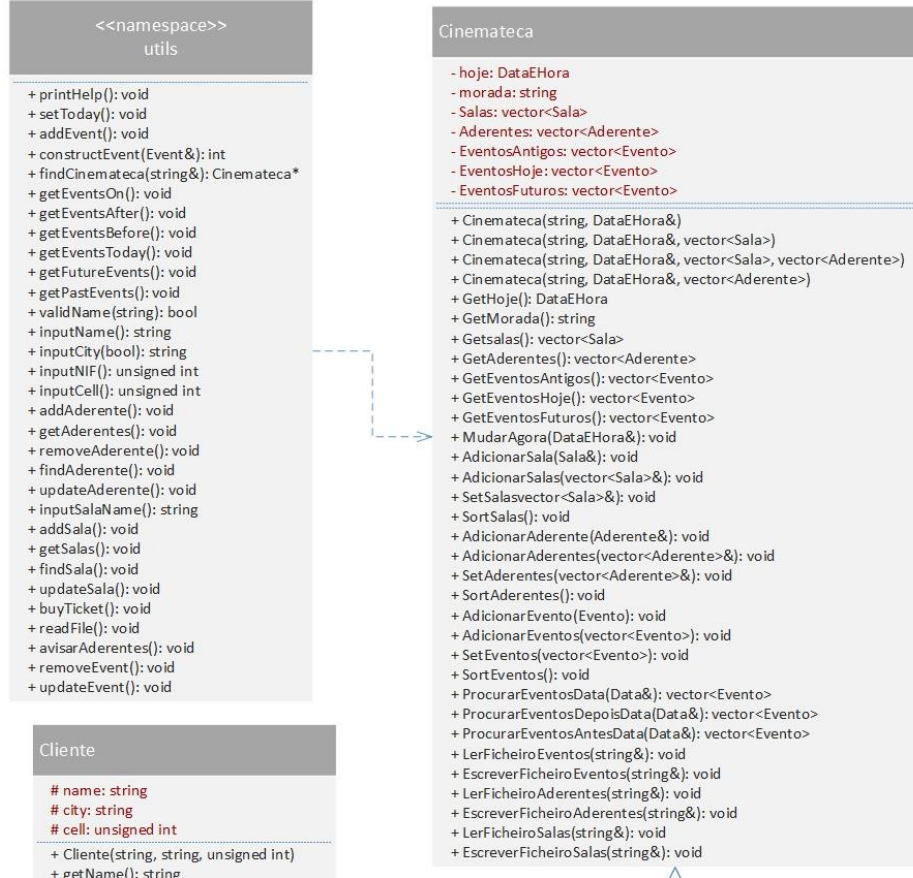 <<namespace>>
utils
+ printHelp(): void
+ setToday(): void
+ addEvent(): void
+ constructEvent(Event&): int
+ findCinemateca(string&): Cinemateca*
+ getEventsOn(): void
+ getEventsAfter(): void
+ getEventsBefore(): void
+ getEventsToday(): void
+ getFutureEvents(): void
+ getPastEvents(): void
+ validName(string): bool
+ inputName(): string
+ inputCity(bool): string
+ inputNIF(): unsigned int
+ inputCell(): unsigned int
+ addAderente(): void
+ getAderentes(): void
+ removeAderente(): void
+ findAderente(): void
+ updateAderente(): void
+ inputSalaName(): string
+ addSala(): void
+ getSalas(): void
+ findSala(): void
+ updateSala(): void
+ buyTicket(): void
+ readFile(): void
+ avisarAderentes(): void
+ removeEvent(): void
+ updateEvent(): void
Cliente
# name: string
# city: string
# cell: unsigned int
+ Cliente(string, string, unsigned int)
+ getName(): string
Cinemateca
- hoje: DataEHora
- morada: string
- Salas: vector<Sala>
- Aderentes: vector<Aderente>
- EventosAntigos: vector<Evento>
- EventosHoje: vector<Evento>
- EventosFuturos: vector<Evento>
+ Cinemateca(string, DataEHora&)
+ Cinemateca(string, DataEHora&, vector<Sala>)
+ Cinemateca(string, DataEHora&, vector<Sala>, vector<Aderente>)
+ Cinemateca(string, DataEHora&, vector<Aderente>)
+ GetHoje(): DataEHora
+ GetMorada(): string
+ Getsalas(): vector<Sala>
+ GetAderentes(): vector<Aderente>
+ GetEventosAntigos(): vector<Evento>
+ GetEventosHoje(): vector<Evento>
+ GetEventosFuturos(): vector<Evento>
+ MudarAgora(DataEHora&): void
+ AdicionarSala(Sala&): void
+ AdicionarSalas(vector<Sala>&): void
+ SetSalasvector<Sala>&): void
+ SortSalas(): void
+ AdicionarAderente(Aderente&): void
+ AdicionarAderentes(vector<Aderente>&): void
+ SetAderentes(vector<Aderente>&): void
+ SortAderentes(): void
+ AdicionarEvento(Evento): void
+ AdicionarEventos(vector<Evento>): void
+ SetEventos(vector<Evento>): void
+ SortEventos(): void
+ ProcurarEventosData(Data&): vector<Evento>
+ ProcurarEventosDepoisData(Data&): vector<Evento>
+ ProcurarEventosAntesData(Data&): vector<Evento>
+ LerFicheiroEventos(string&): void
+ EscreverFicheiroEventos(string&): void
+ LerFicheiroAderentes(string&): void
+ EscreverFicheiroAderentes(string&): void
+ LerFicheiroSalas(string&): void
+ EscreverFicheiroSalas(string&): void